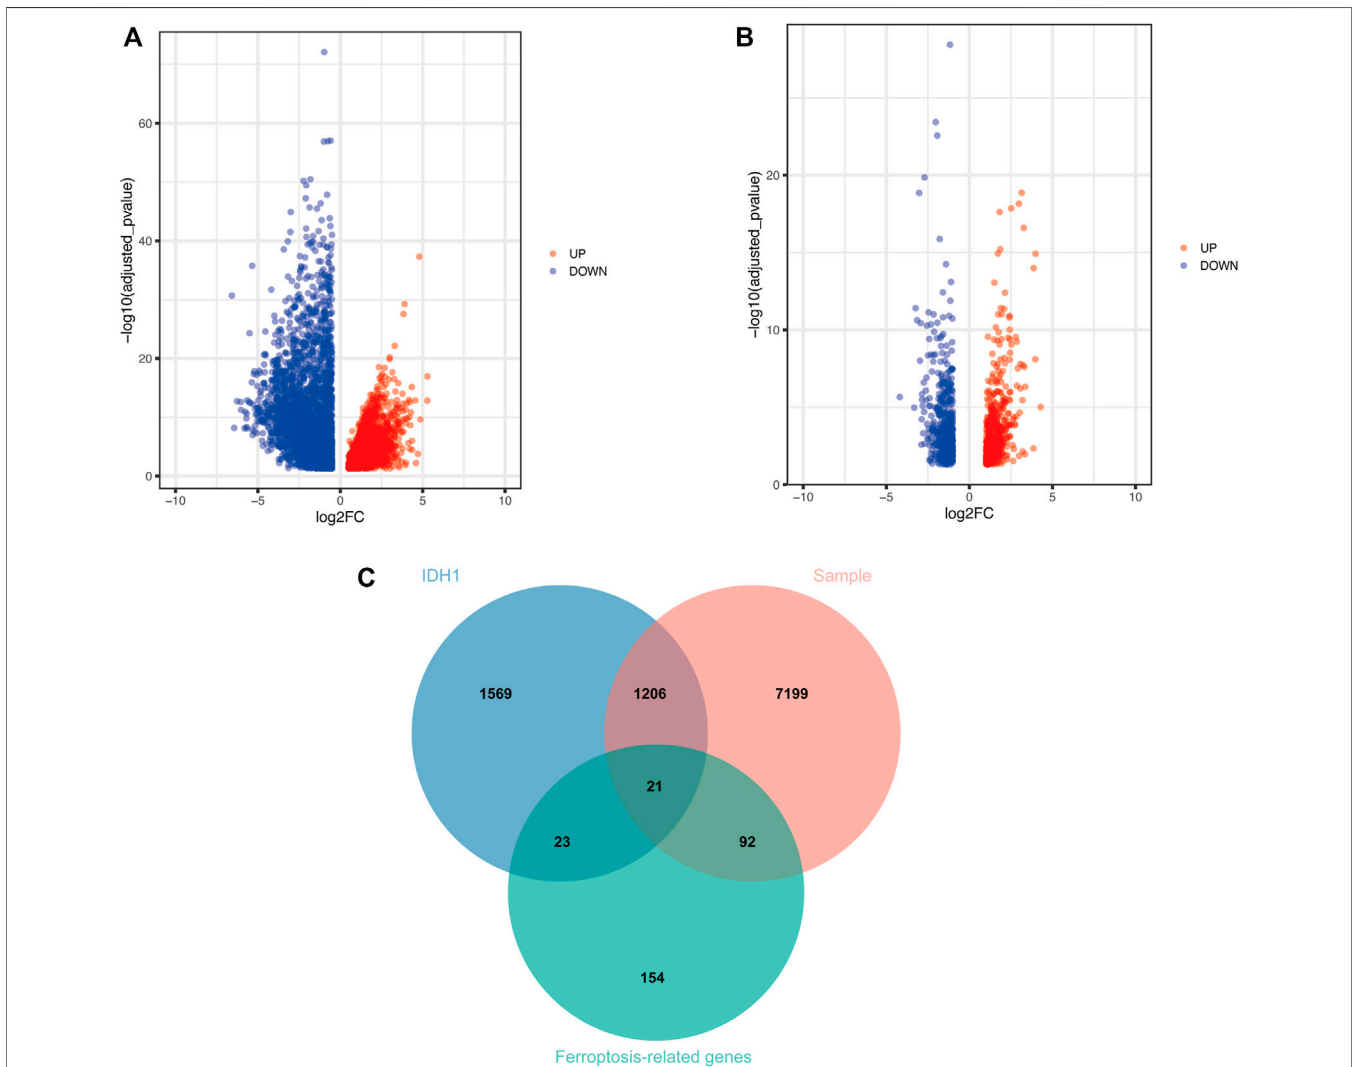 A
60
40
20
0
−log10(adjusted_pvalue)
−10 −5 0 5 10
log2FC
UP
DOWN
B
20
10
0
−log10(adjusted_pvalue)
−10 −5 0 5 10
log2FC
UP
DOWN
C
IDH1 Sample
1569 1206 7199
21
23 92
154
Ferroptosis-related genes